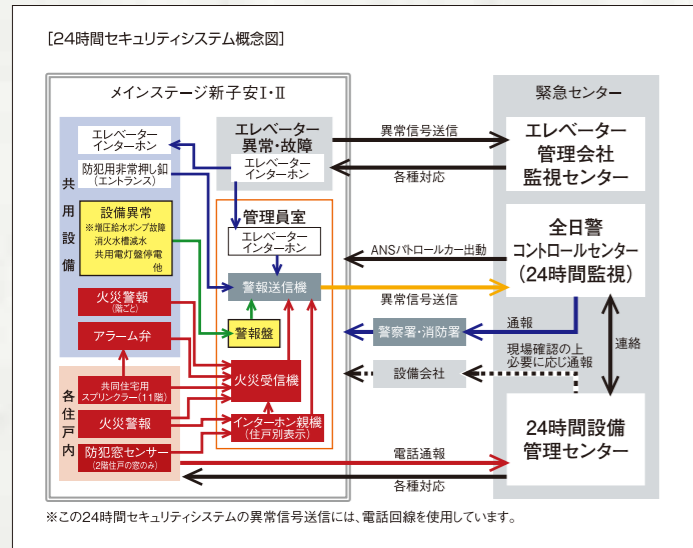 [24時間セキュリティシステム概念図]
メインステージ新子安Ⅰ・Ⅱ
緊急センター
共用設備
エレベーター
インターホン
防犯用非常押し釦
(エントランス)
設備異常
※増圧給水ポンプ故障
消火水槽減水
共用電灯盤停電
他
火災警報
(階ごと)
アラーム弁
各住戸内
共同住宅用
スプリンクラー(11階)
火災警報
防犯窓センサー
(2階住戸の窓のみ)
エレベーター
異常・故障
エレベーター
インターホン
管理員室
エレベーター
インターホン
警報送信機
警報盤
火災受信機
インターホン親機
(住戸別表示)
異常信号送信
各種対応
ANSパトロールカー出動
異常信号送信
警察署・消防署
通報
設備会社
現場確認の上
必要に応じ通報
連絡
電話通報
各種対応
エレベーター
管理会社
監視センター
全日警
コントロールセンター
(24時間監視)
24時間設備
管理センター
※この24時間セキュリティシステムの異常信号送信には、電話回線を使用しています。